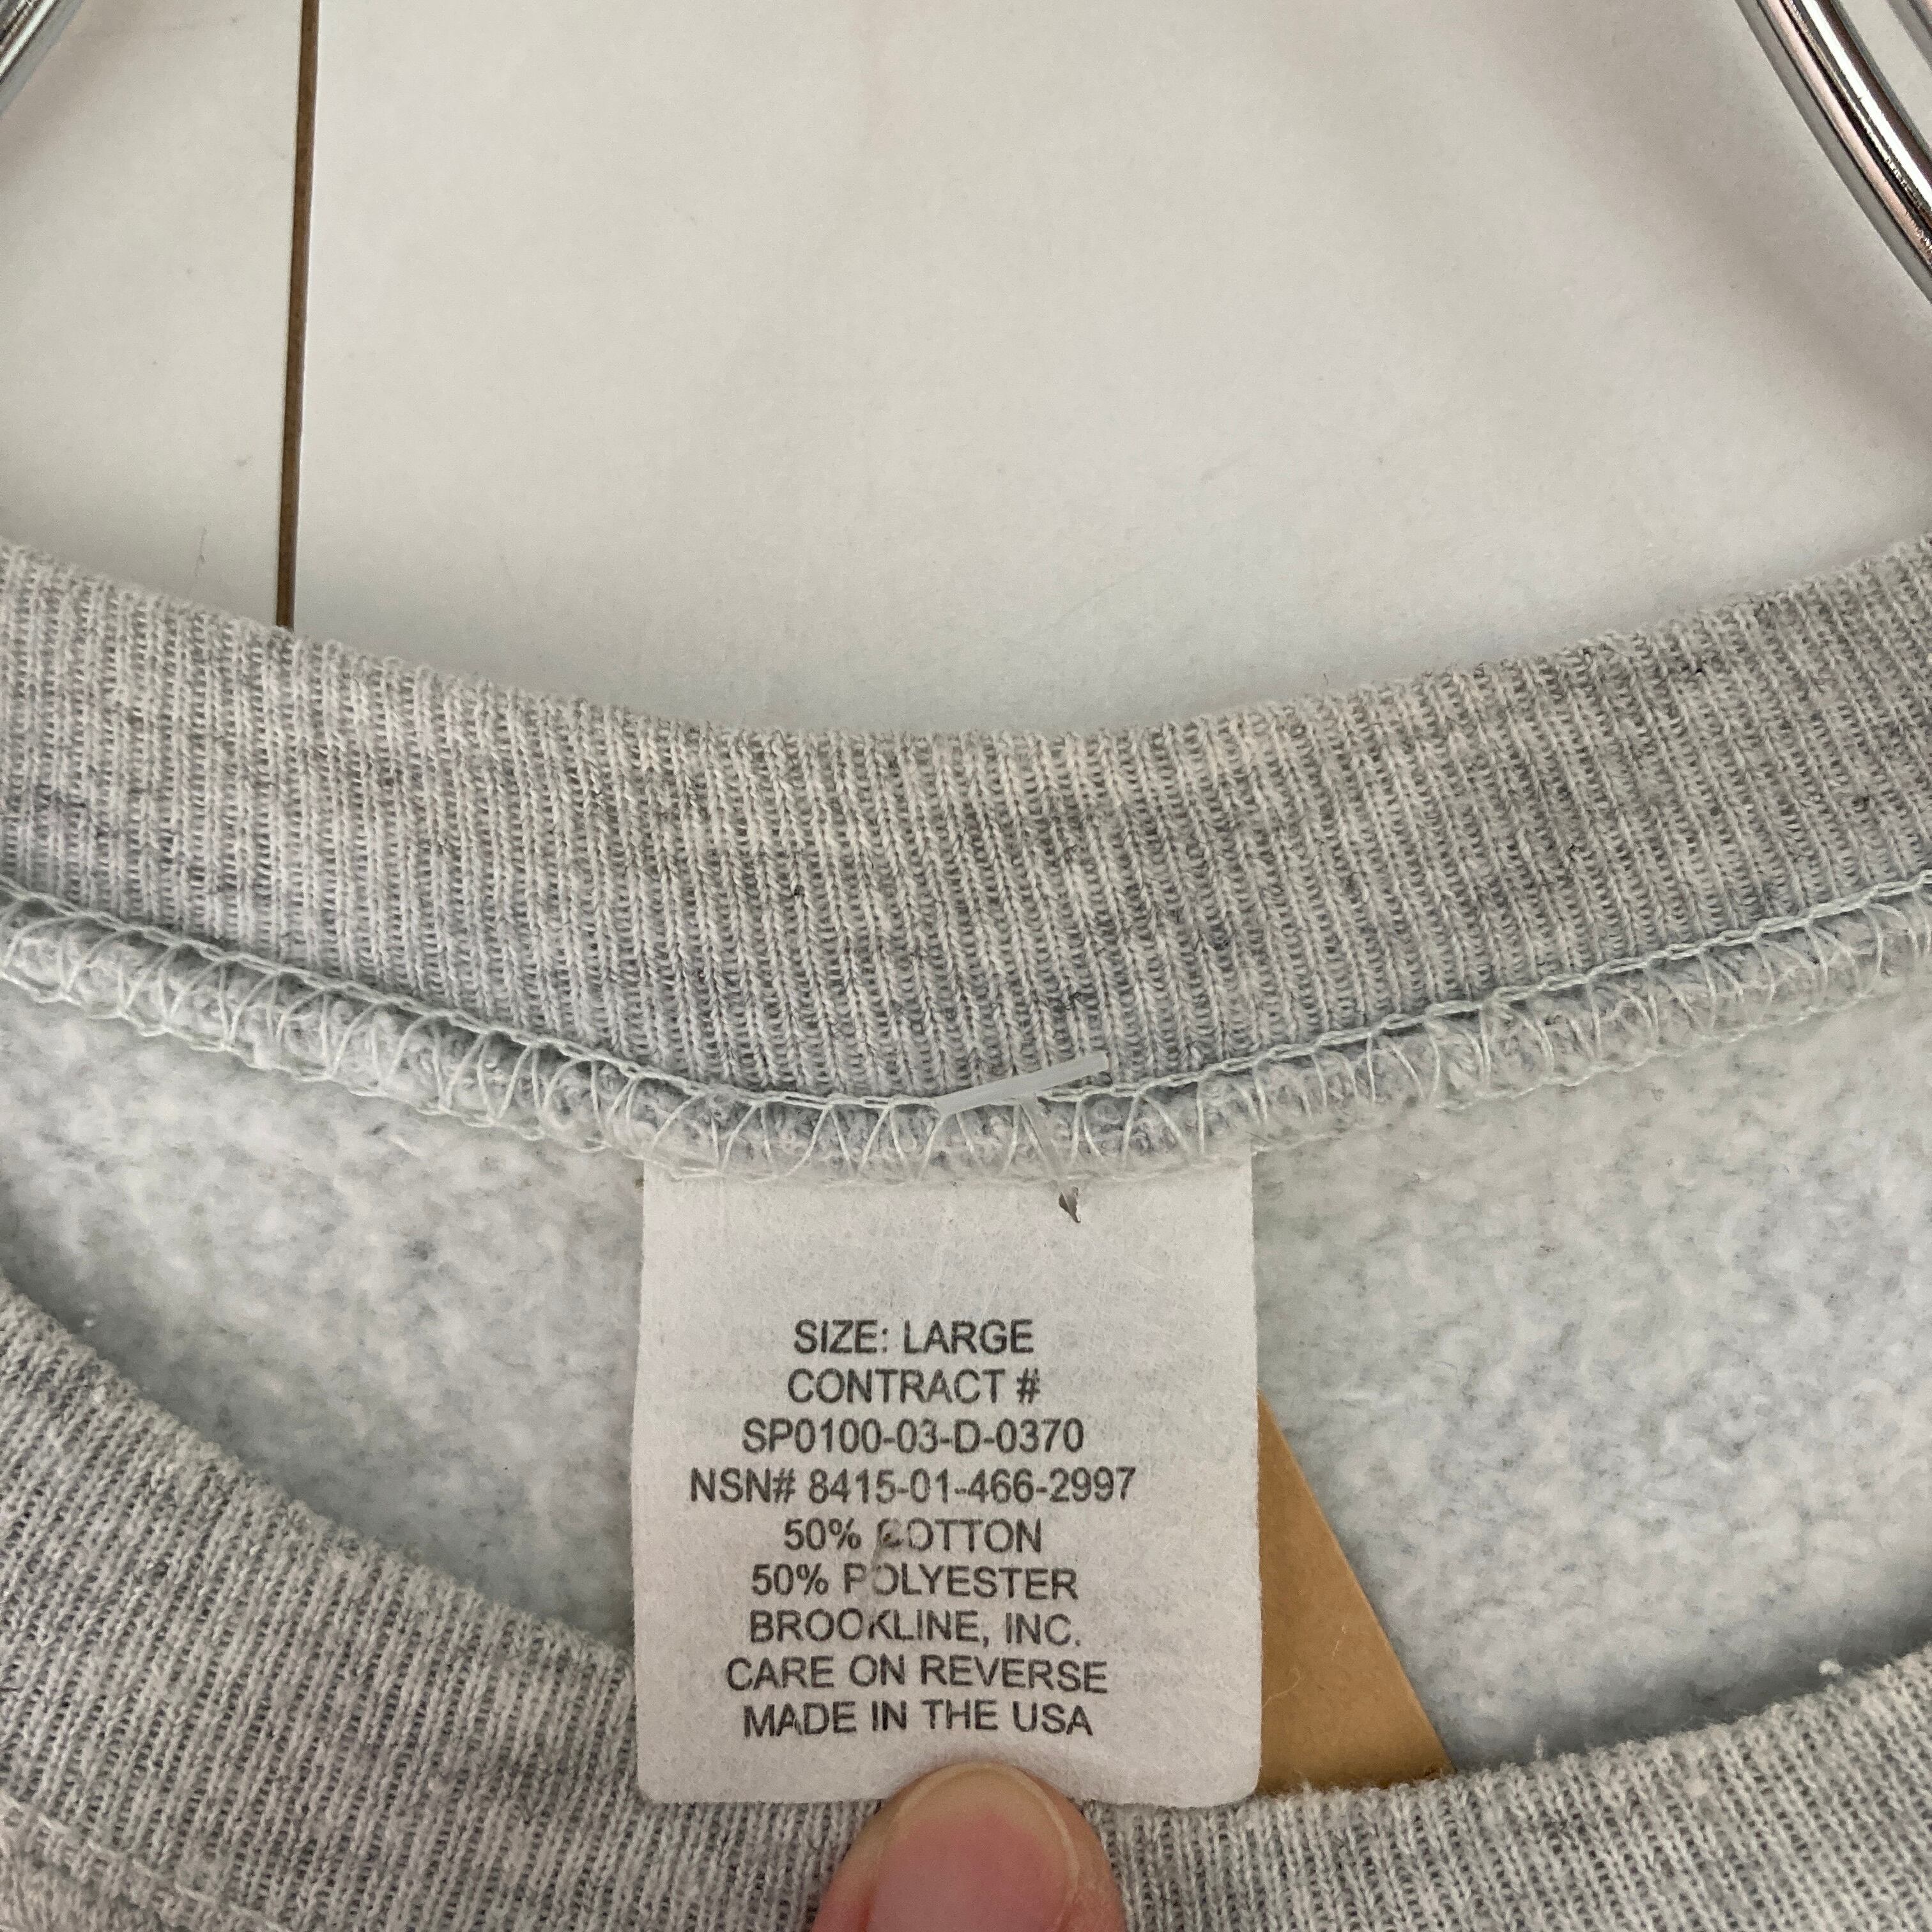 SIZE: LARGE
CONTRACT #
SP0100-03-D-0370
NSN# 8415-01-466-2997
50% COTTON
50% POLYESTER
BROOKLINE, INC.
CARE ON REVERSE
MADE IN THE USA